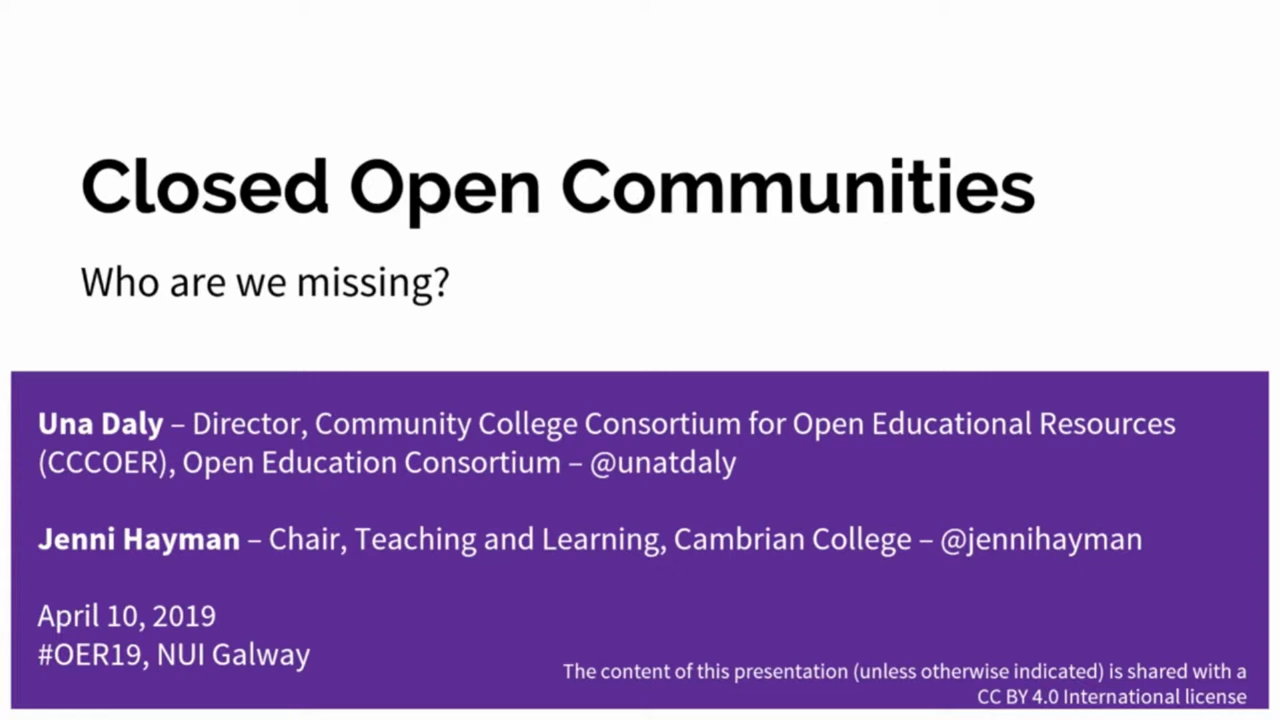 Closed Open Communities
Who are we missing?
Una Daly – Director, Community College Consortium for Open Educational Resources
(CCCOER), Open Education Consortium – @unatdaly
Jenni Hayman – Chair, Teaching and Learning, Cambrian College – @jennihayman
April 10, 2019
#OER19, NUI Galway
The content of this presentation (unless otherwise indicated) is shared with a
CC BY 4.0 International license